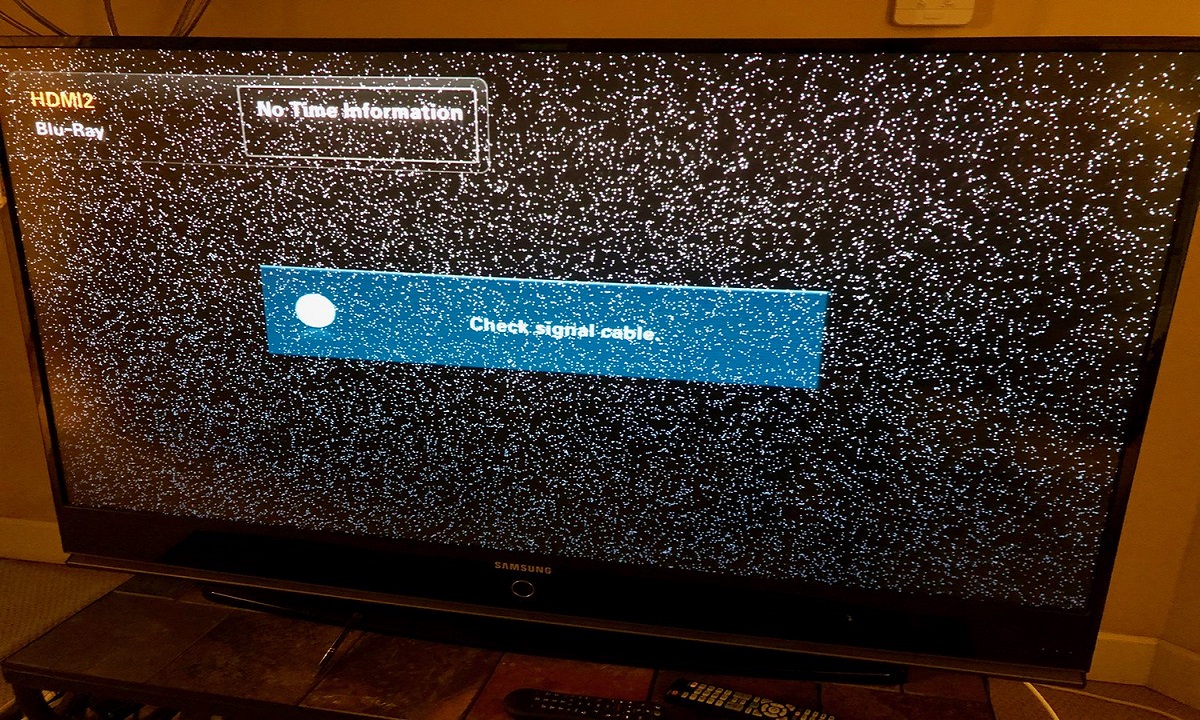 HDMI2
No Time Information
Blu-Ray
Check signal cable.
SAMSUNG